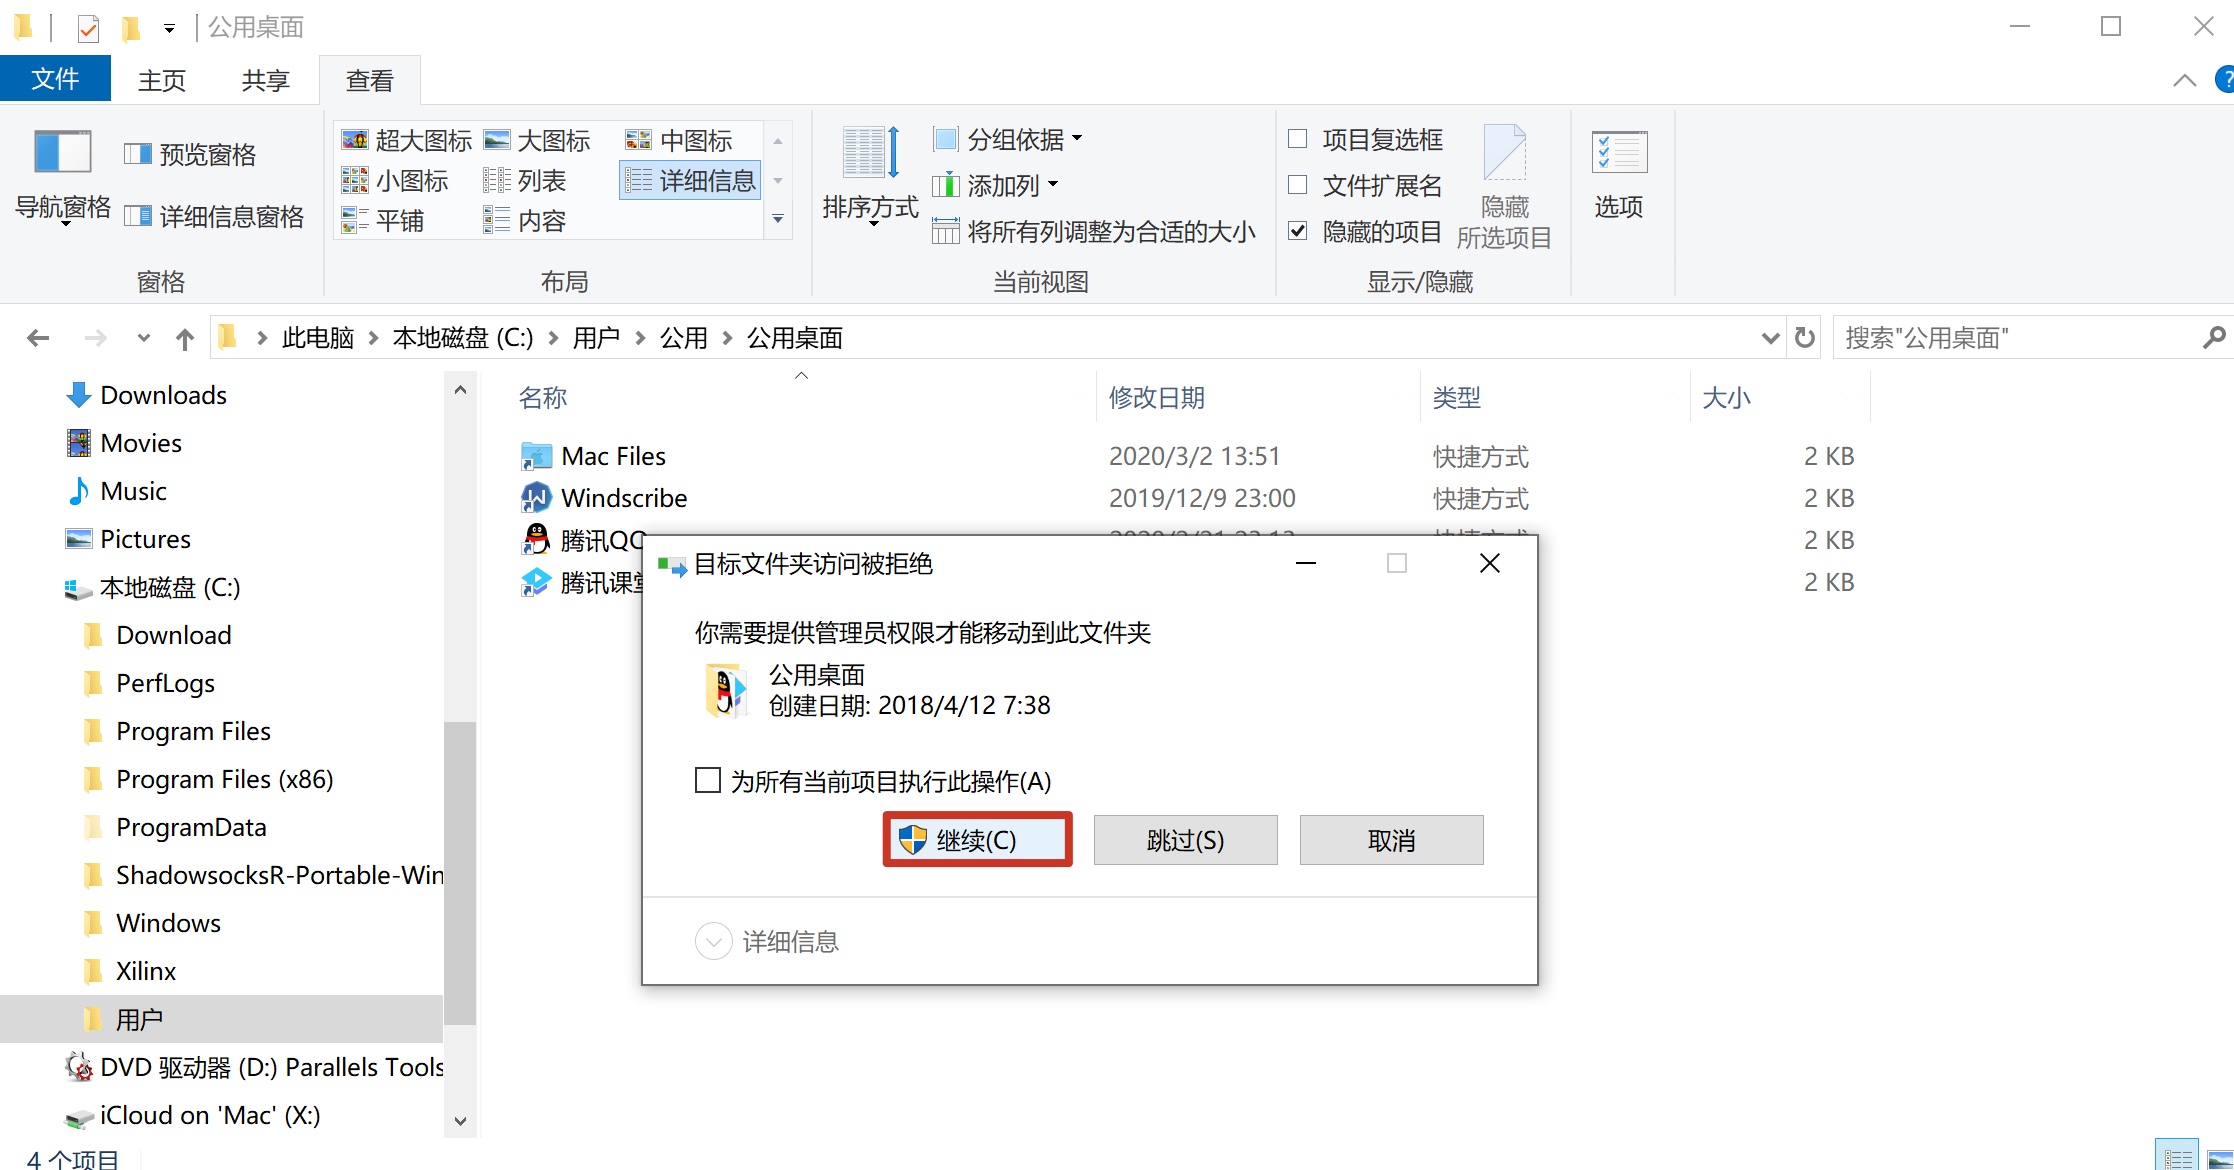 公用桌面
文件 主页 共享 查看
导航窗格
预览窗格
详细信息窗格
窗格
超大图标 大图标 中图标
小图标 列表 详细信息
平铺 内容
布局
排序方式
分组依据
添加列
将所有列调整为合适的大小
当前视图
项目复选框
文件扩展名
隐藏的项目
隐藏
所选项目
显示/隐藏
选项
此电脑 > 本地磁盘 (C:) > 用户 > 公用 > 公用桌面
搜索"公用桌面"
Downloads
Movies
Music
Pictures
本地磁盘 (C:)
Download
PerfLogs
Program Files
Program Files (x86)
ProgramData
ShadowsocksR-Portable-Win
Windows
Xilinx
用户
DVD 驱动器 (D:) Parallels Tools
iCloud on 'Mac' (X:)
名称 修改日期 类型 大小
Mac Files 2020/3/2 13:51 快捷方式 2 KB
Windscribe 2019/12/9 23:00 快捷方式 2 KB
腾讯QQ 2 KB
腾讯课堂 2 KB
目标文件夹访问被拒绝
你需要提供管理员权限才能移动到此文件夹
公用桌面
创建日期: 2018/4/12 7:38
为所有当前项目执行此操作(A)
继续(C) 跳过(S) 取消
详细信息
4 个项目